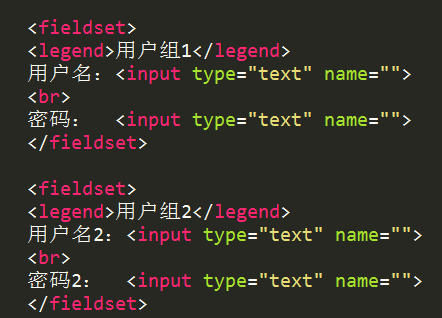 <fieldset>
<legend>用户组1</legend>
用户名：<input type="text" name="">
<br>
密码：  <input type="text" name="">
</fieldset>

<fieldset>
<legend>用户组2</legend>
用户名2：<input type="text" name="">
<br>
密码2：  <input type="text" name="">
</fieldset>